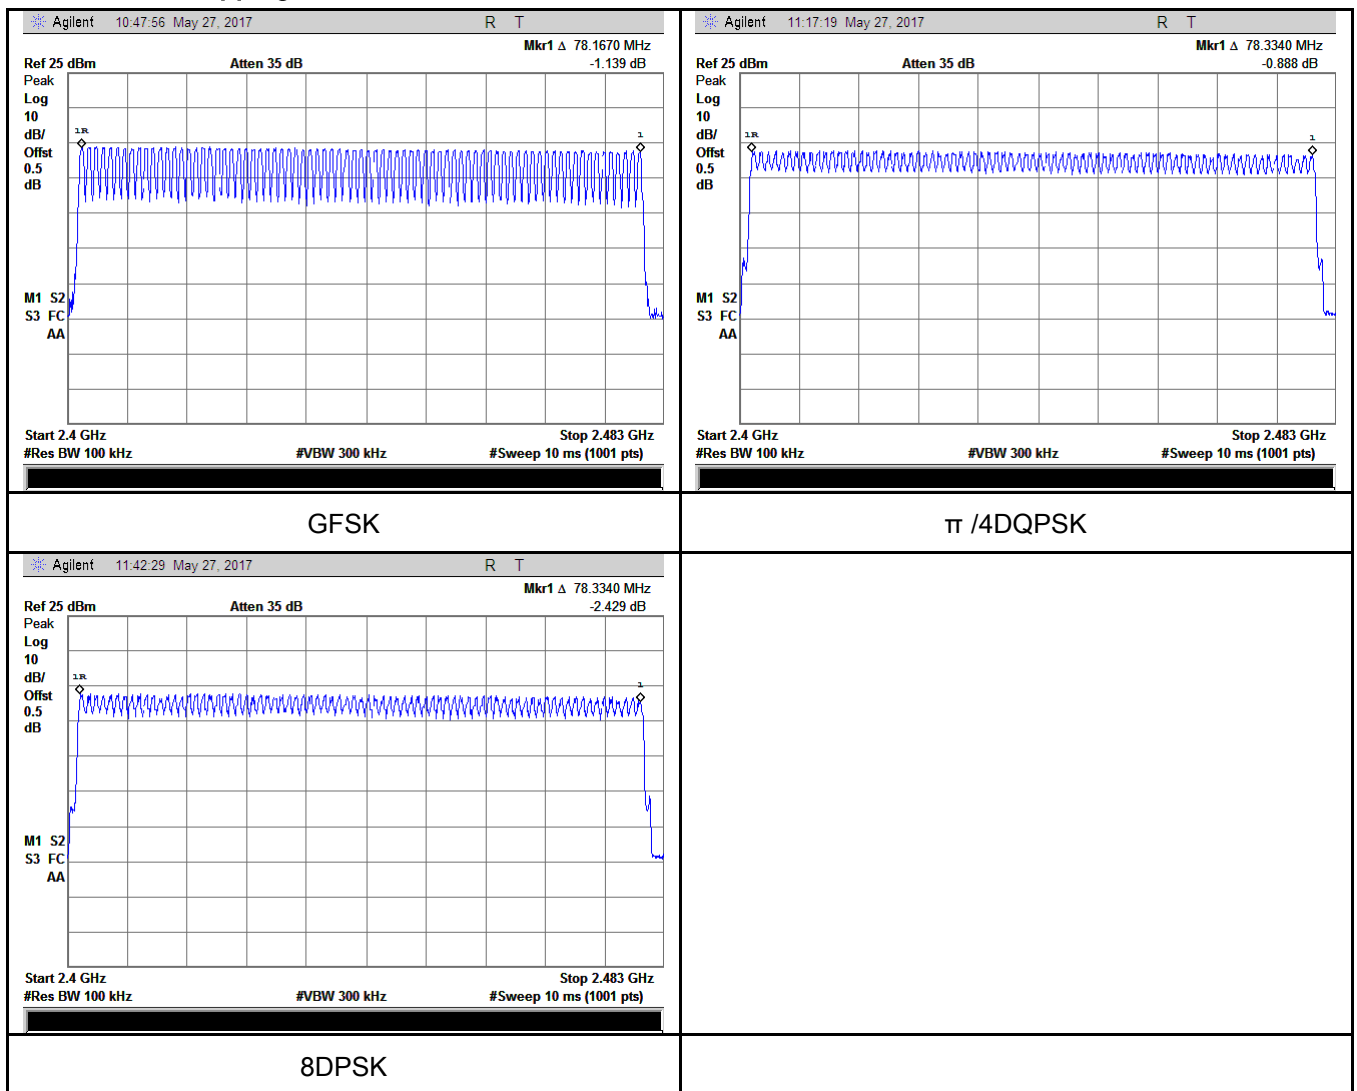 Agilent 10:47:56 May 27, 2017 R T
Mkr1 Δ 78.1670 MHz
Ref 25 dBm Atten 35 dB -1.139 dB
Peak
Log
10
dB/
Offst
0.5
dB
1R 1
M1 S2
S3 FC
AA
Start 2.4 GHz Stop 2.483 GHz
#Res BW 100 kHz #VBW 300 kHz #Sweep 10 ms (1001 pts)
GFSK
Agilent 11:17:19 May 27, 2017 R T
Mkr1 Δ 78.3340 MHz
Ref 25 dBm Atten 35 dB -0.888 dB
Peak
Log
10
dB/
Offst
0.5
dB
1R 1
M1 S2
S3 FC
AA
Start 2.4 GHz Stop 2.483 GHz
#Res BW 100 kHz #VBW 300 kHz #Sweep 10 ms (1001 pts)
π /4DQPSK
Agilent 11:42:29 May 27, 2017 R T
Mkr1 Δ 78.3340 MHz
Ref 25 dBm Atten 35 dB -2.429 dB
Peak
Log
10
dB/
Offst
0.5
dB
1R 1
M1 S2
S3 FC
AA
Start 2.4 GHz Stop 2.483 GHz
#Res BW 100 kHz #VBW 300 kHz #Sweep 10 ms (1001 pts)
8DPSK